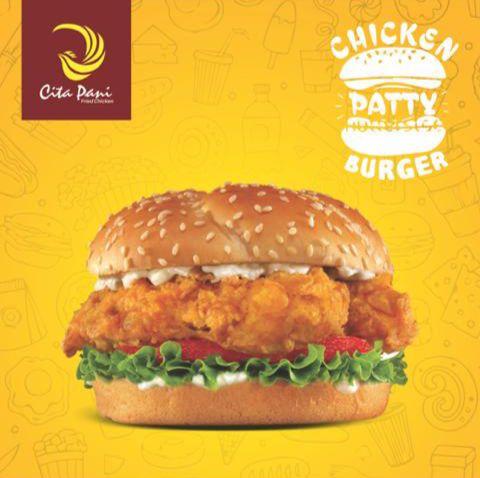 Cita Pani
Fried Chicken
CHICKEN
PATTY
BURGER